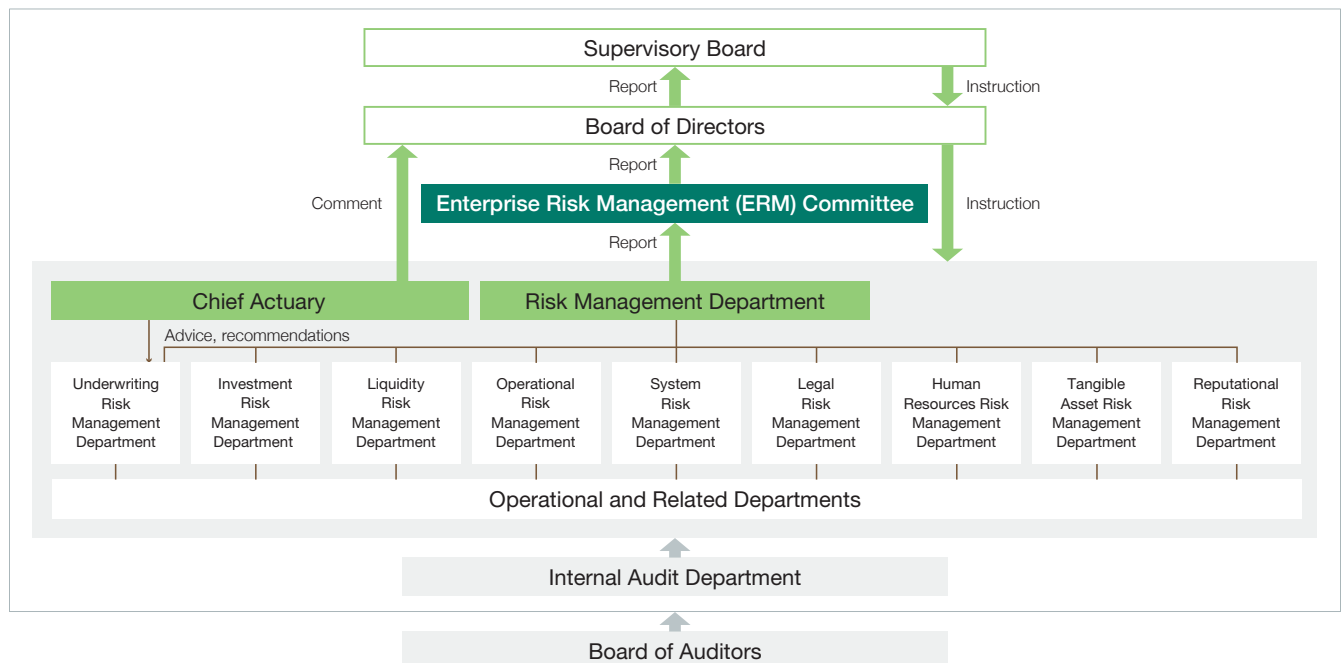 Supervisory Board
Report
Instruction
Board of Directors
Report
Comment
Enterprise Risk Management (ERM) Committee
Instruction
Report
Chief Actuary
Risk Management Department
Advice, recommendations
Underwriting
Risk
Management
Department
Investment
Risk
Management
Department
Liquidity
Risk
Management
Department
Operational
Risk
Management
Department
System
Risk
Management
Department
Legal
Risk
Management
Department
Human
Resources Risk
Management
Department
Tangible
Asset Risk
Management
Department
Reputational
Risk
Management
Department
Operational and Related Departments
Internal Audit Department
Board of Auditors